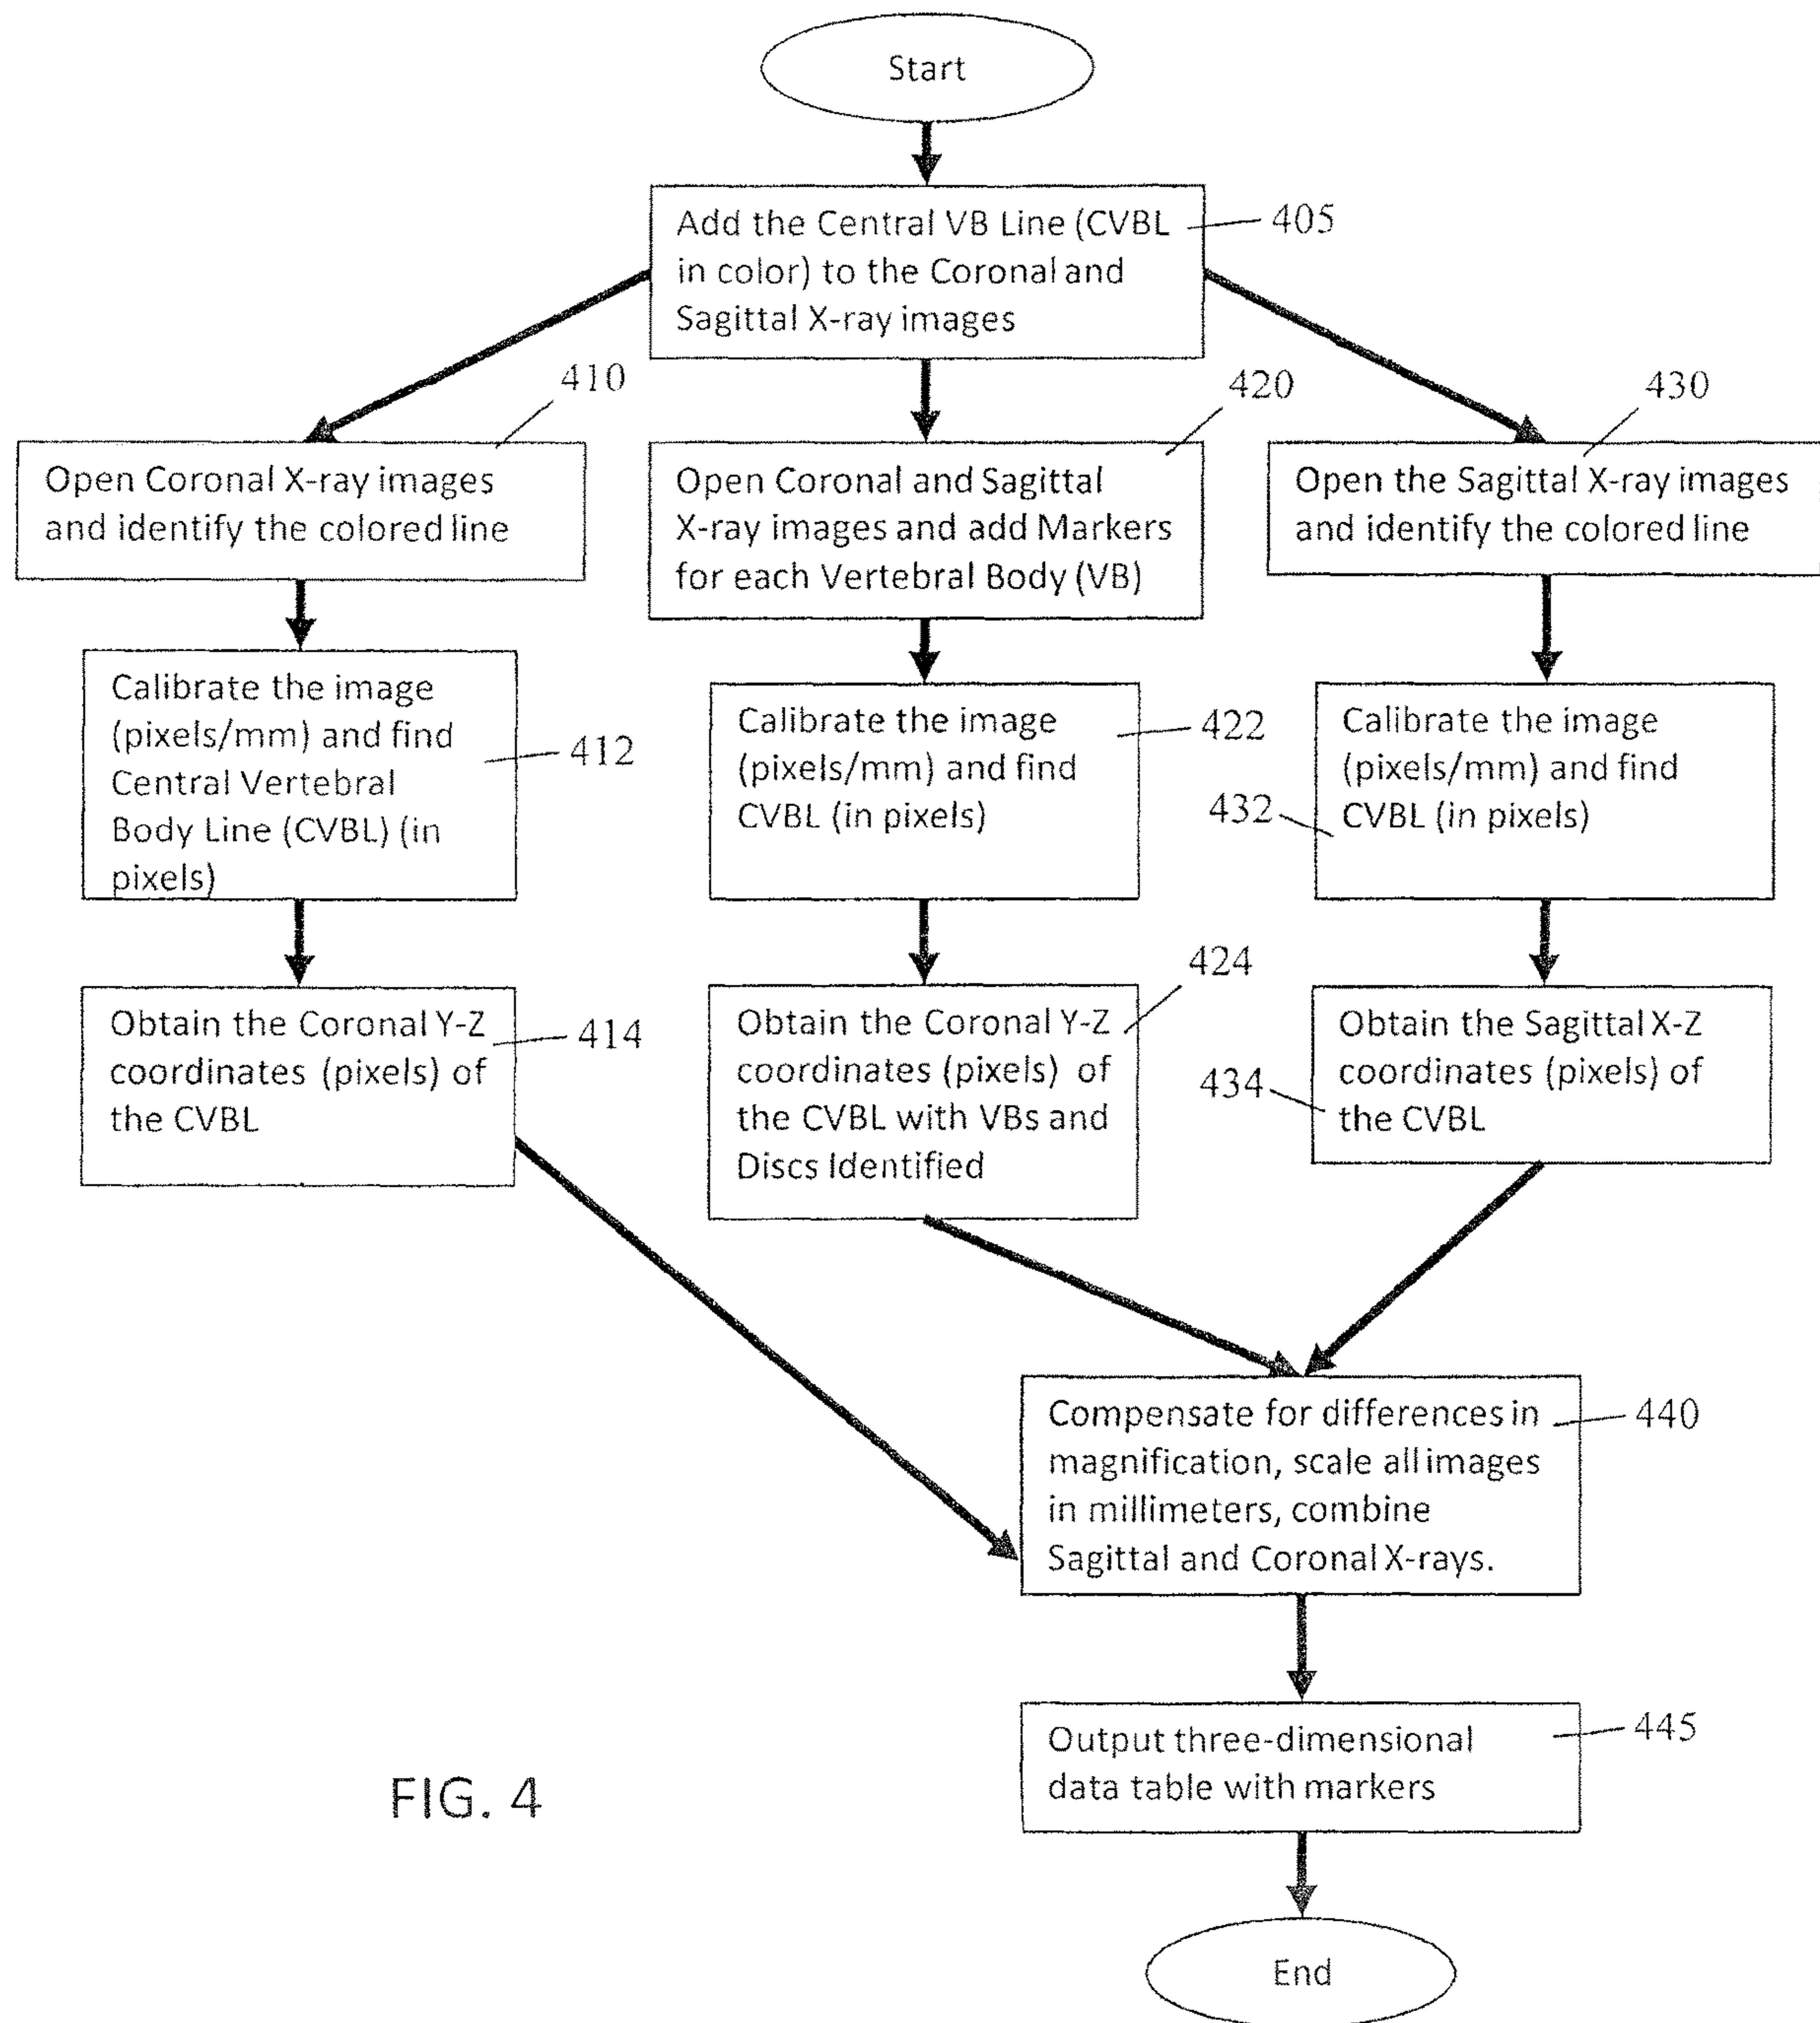 Start
Add the Central VB Line (CVBL
in color) to the Coronal and
Sagittal X-ray images
405
410
Open Coronal X-ray images
and identify the colored line
420
Open Coronal and Sagittal
X-ray images and add Markers
for each Vertebral Body (VB)
430
Open the Sagittal X-ray images
and identify the colored line
Calibrate the image
(pixels/mm) and find
Central Vertebral
Body Line (CVBL) (in
pixels)
412
Calibrate the image
(pixels/mm) and find
CVBL (in pixels)
422
Calibrate the image
(pixels/mm) and find
CVBL (in pixels)
432
Obtain the Coronal Y-Z
coordinates (pixels) of
the CVBL
414
Obtain the Coronal Y-Z
coordinates (pixels) of
the CVBL with VBs and
Discs Identified
424
Obtain the Sagittal X-Z
coordinates (pixels) of
the CVBL
434
Compensate for differences in
magnification, scale all images
in millimeters, combine
Sagittal and Coronal X-rays.
440
Output three-dimensional
data table with markers
445
FIG. 4
End